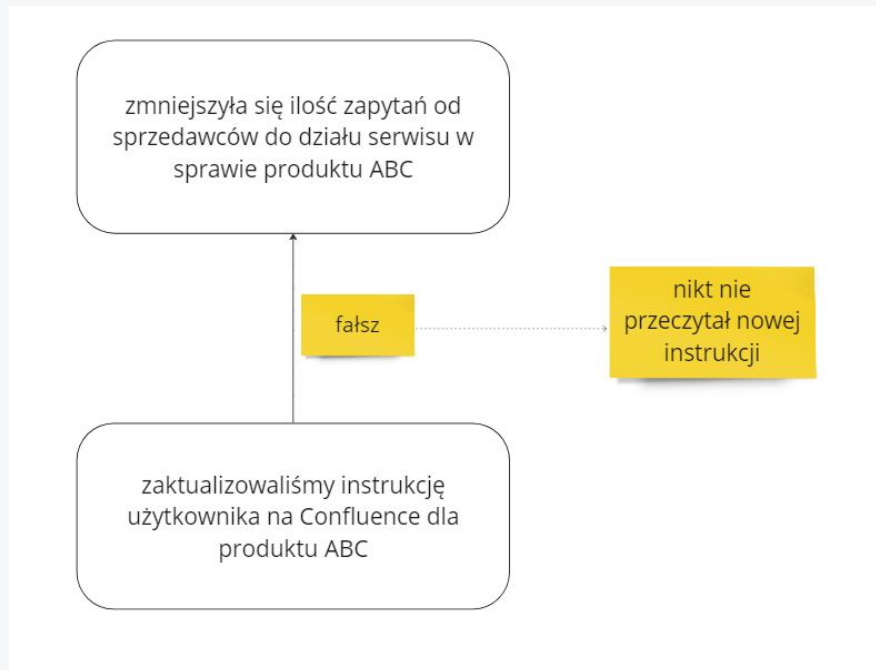 zmniejszyła się ilość zapytań od
sprzedawców do działu serwisu w
sprawie produktu ABC
fałsz
nikt nie
przeczytał nowej
instrukcji
zaktualizowaliśmy instrukcję
użytkownika na Confluence dla
produktu ABC